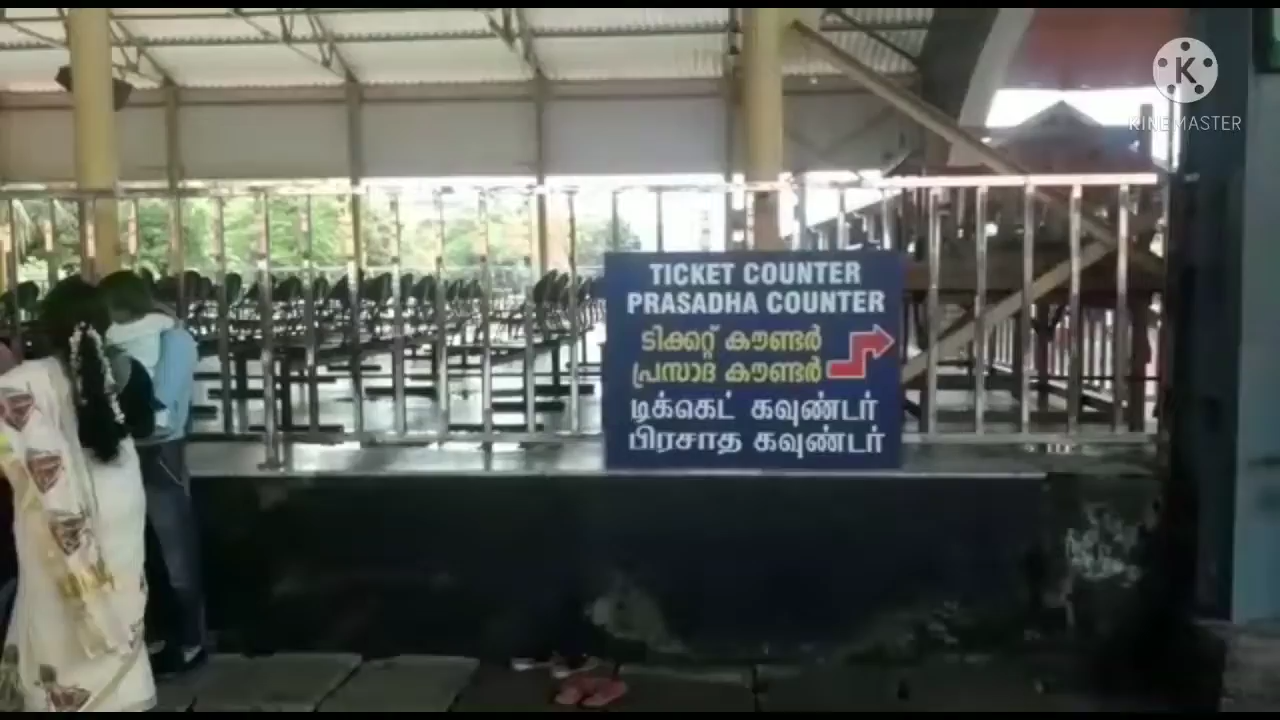 K
KINEMASTER
TICKET COUNTER
PRASADHA COUNTER
ടിക്കറ്റ് കൗണ്ടർ
പ്രസാദ കൗണ്ടർ
டிக்கெட் கவுண்டர்
பிரசாத கவுண்டர்